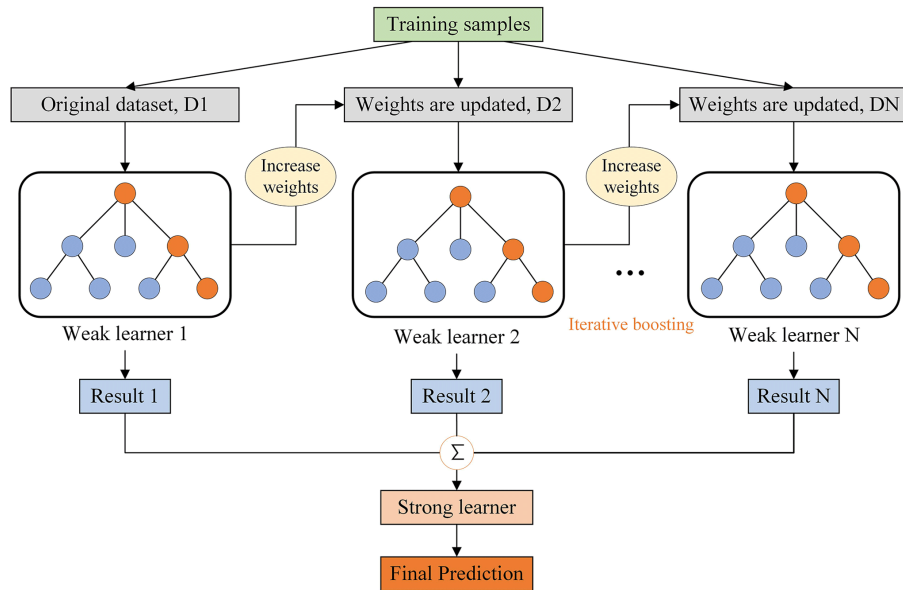 Training samples
Original dataset, D1
Weights are updated, D2
Weights are updated, DN
Increase
weights
Increase
weights
...
Iterative boosting
Weak learner 1
Weak learner 2
Weak learner N
Result 1
Result 2
Result N
Σ
Strong learner
Final Prediction